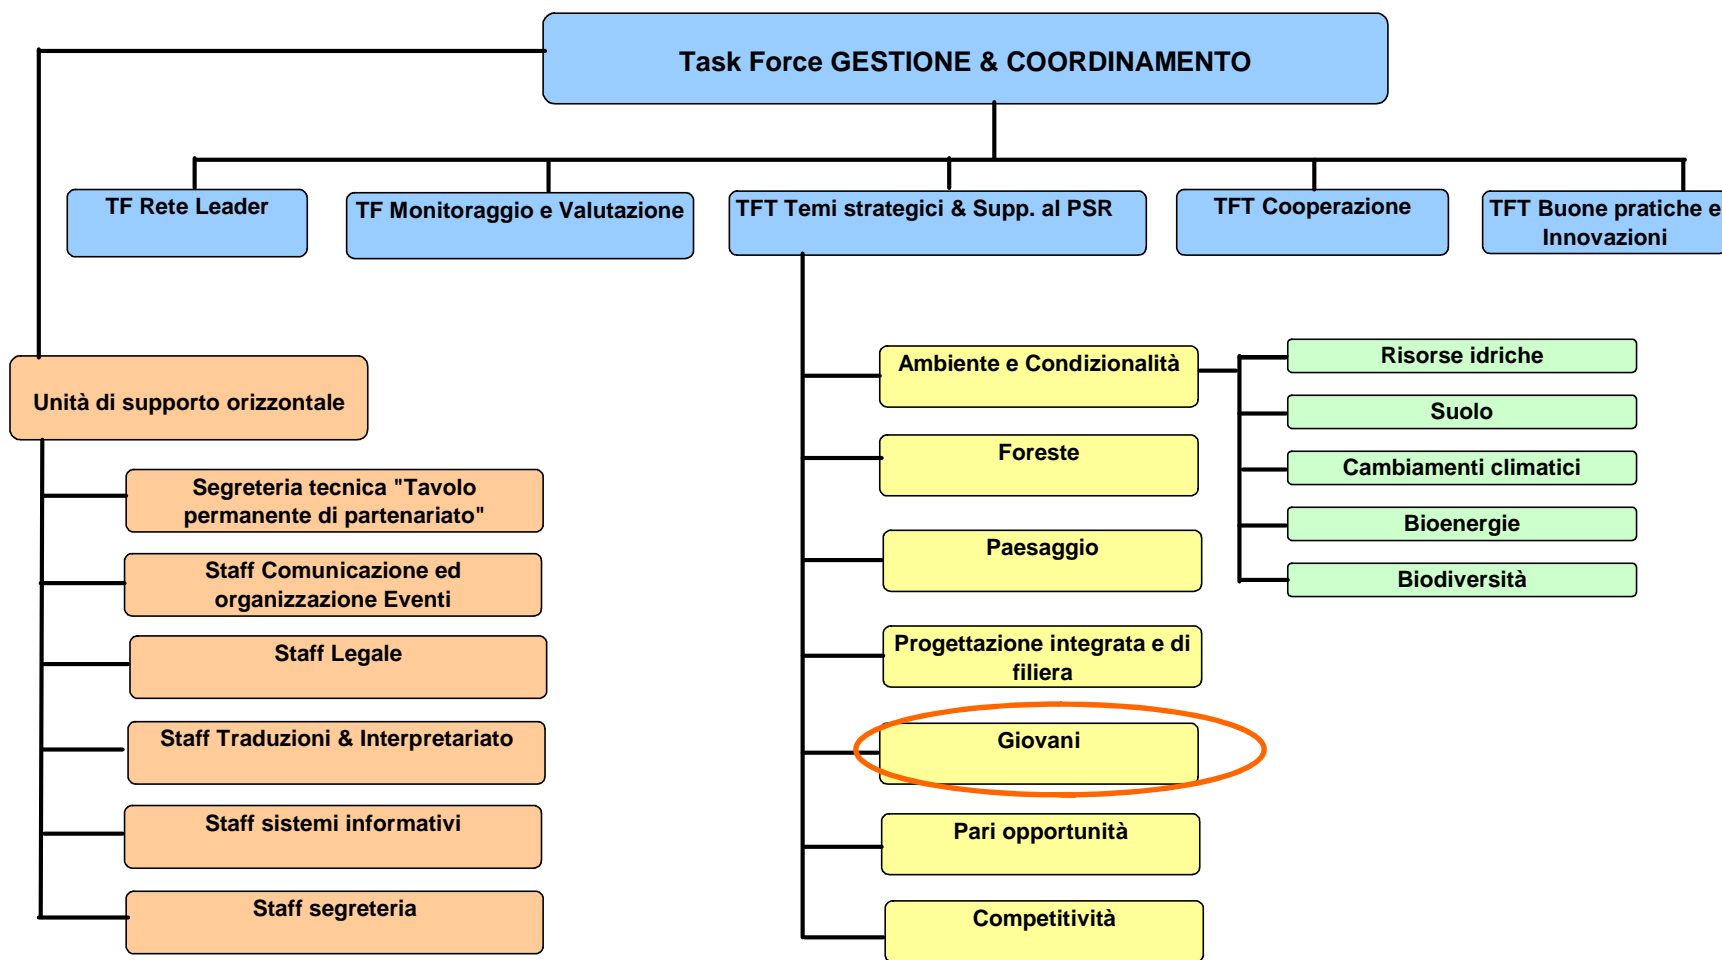 Task Force GESTIONE & COORDINAMENTO
TF Rete Leader
TF Monitoraggio e Valutazione
TFT Temi strategici & Supp. al PSR
TFT Cooperazione
TFT Buone pratiche e
Innovazioni
Unità di supporto orizzontale
Segreteria tecnica "Tavolo
permanente di partenariato"
Staff Comunicazione ed
organizzazione Eventi
Staff Legale
Staff Traduzioni & Interpretariato
Staff sistemi informativi
Staff segreteria
Ambiente e Condizionalità
Foreste
Paesaggio
Progettazione integrata e di
filiera
Giovani
Pari opportunità
Competitività
Risorse idriche
Suolo
Cambiamenti climatici
Bioenergie
Biodiversità